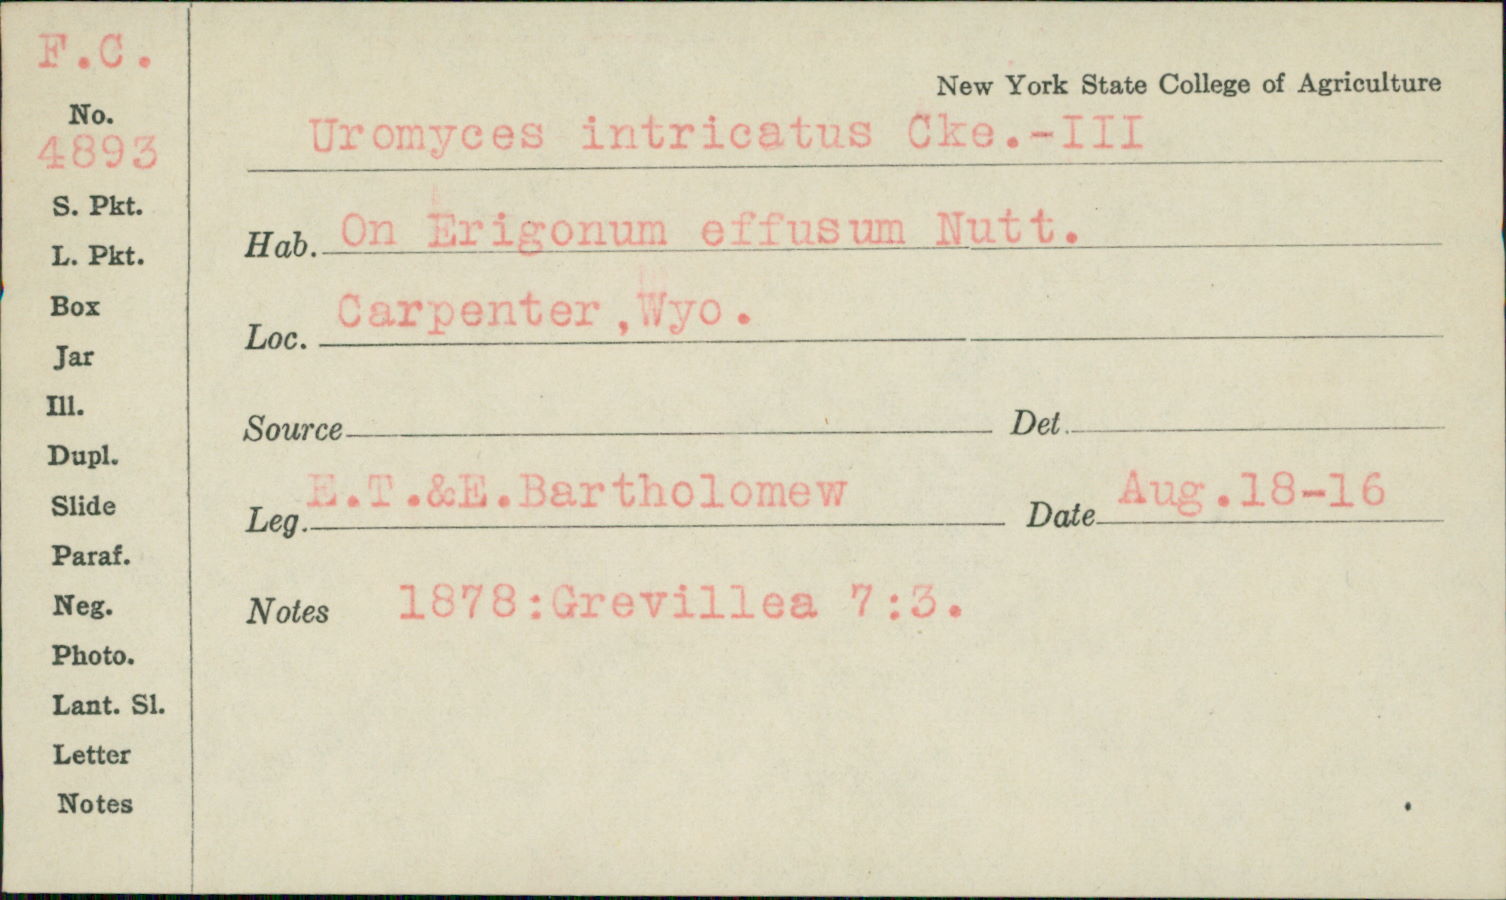 F.C.
No.
4893
S. Pkt.
L. Pkt.
Box
Jar
Ill.
Dupl.
Slide
Paraf.
Neg.
Photo.
Lant. Sl.
Letter
Notes
New York State College of Agriculture
Uromyces intricatus Cke.-III
Hab. On Erigonum effusum Nutt.
Loc. Carpenter,Wyo.
Source Det.
Leg. E.T.&E.Bartholomew Date Aug.18-16
Notes 1878:Grevillea 7:3.